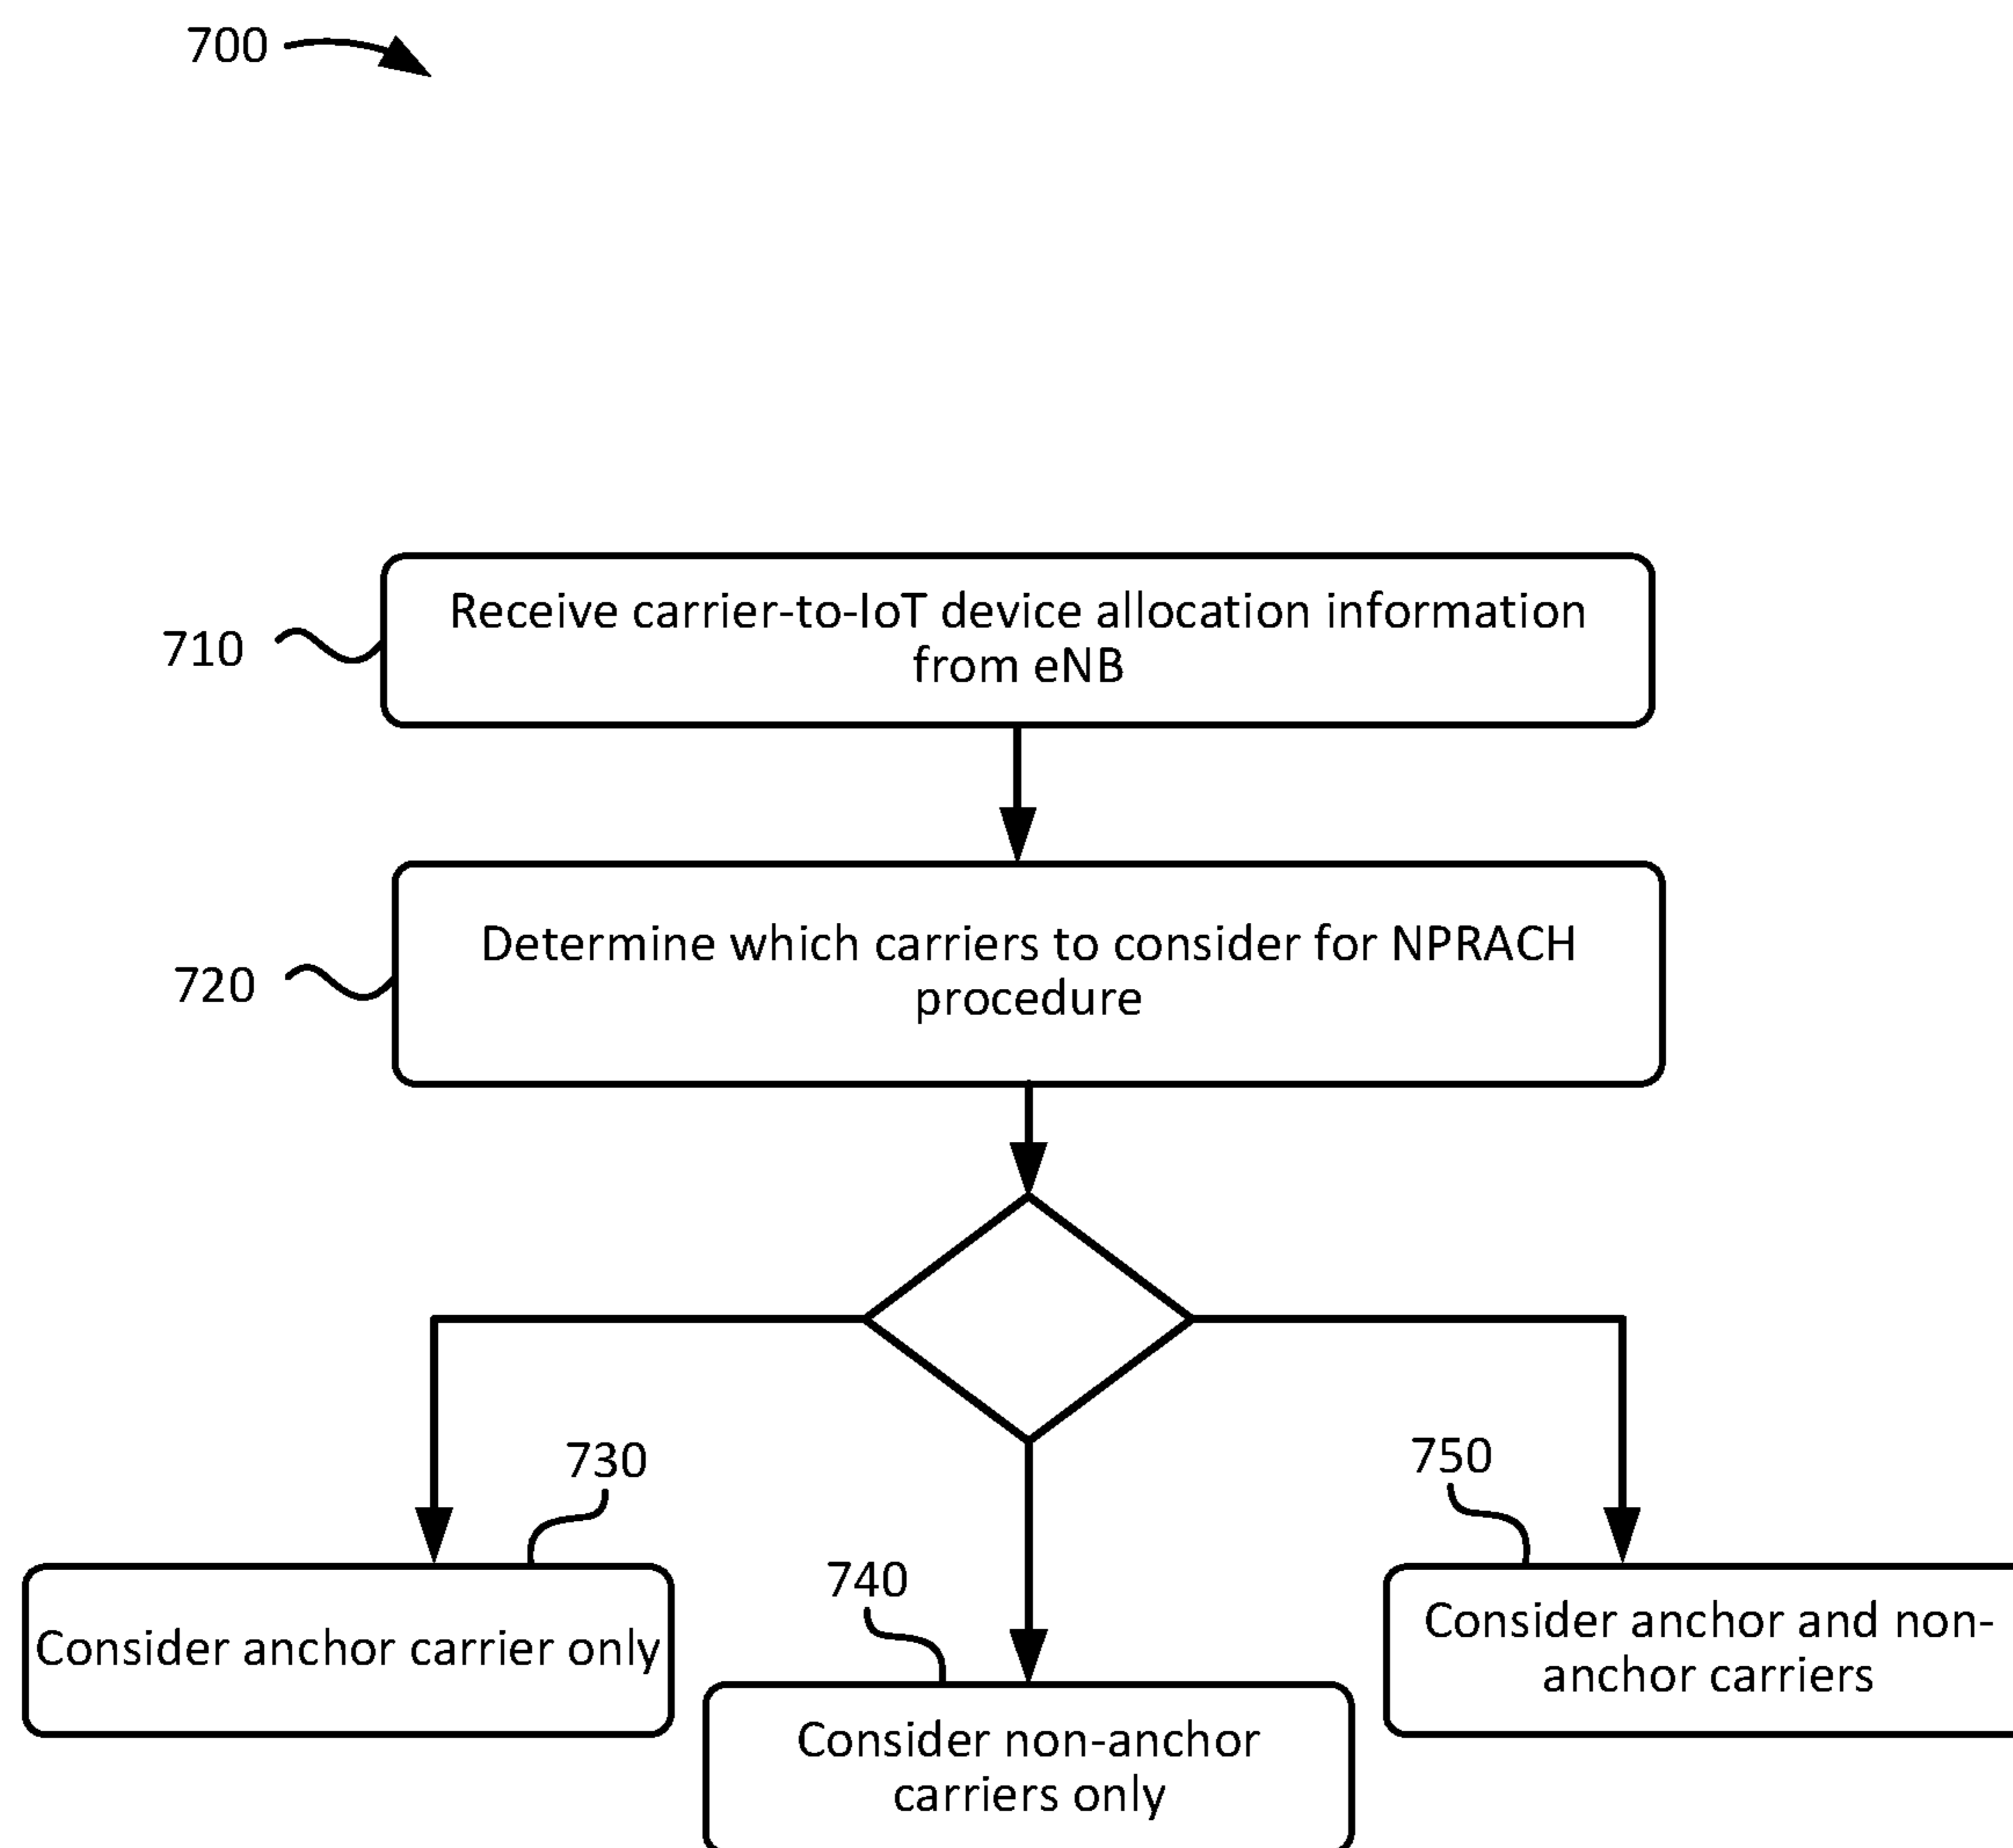 700
Receive carrier-to-IoT device allocation information
from eNB
710
Determine which carriers to consider for NPRACH
procedure
720
730
Consider anchor carrier only
740
Consider non-anchor
carriers only
750
Consider anchor and non-
anchor carriers